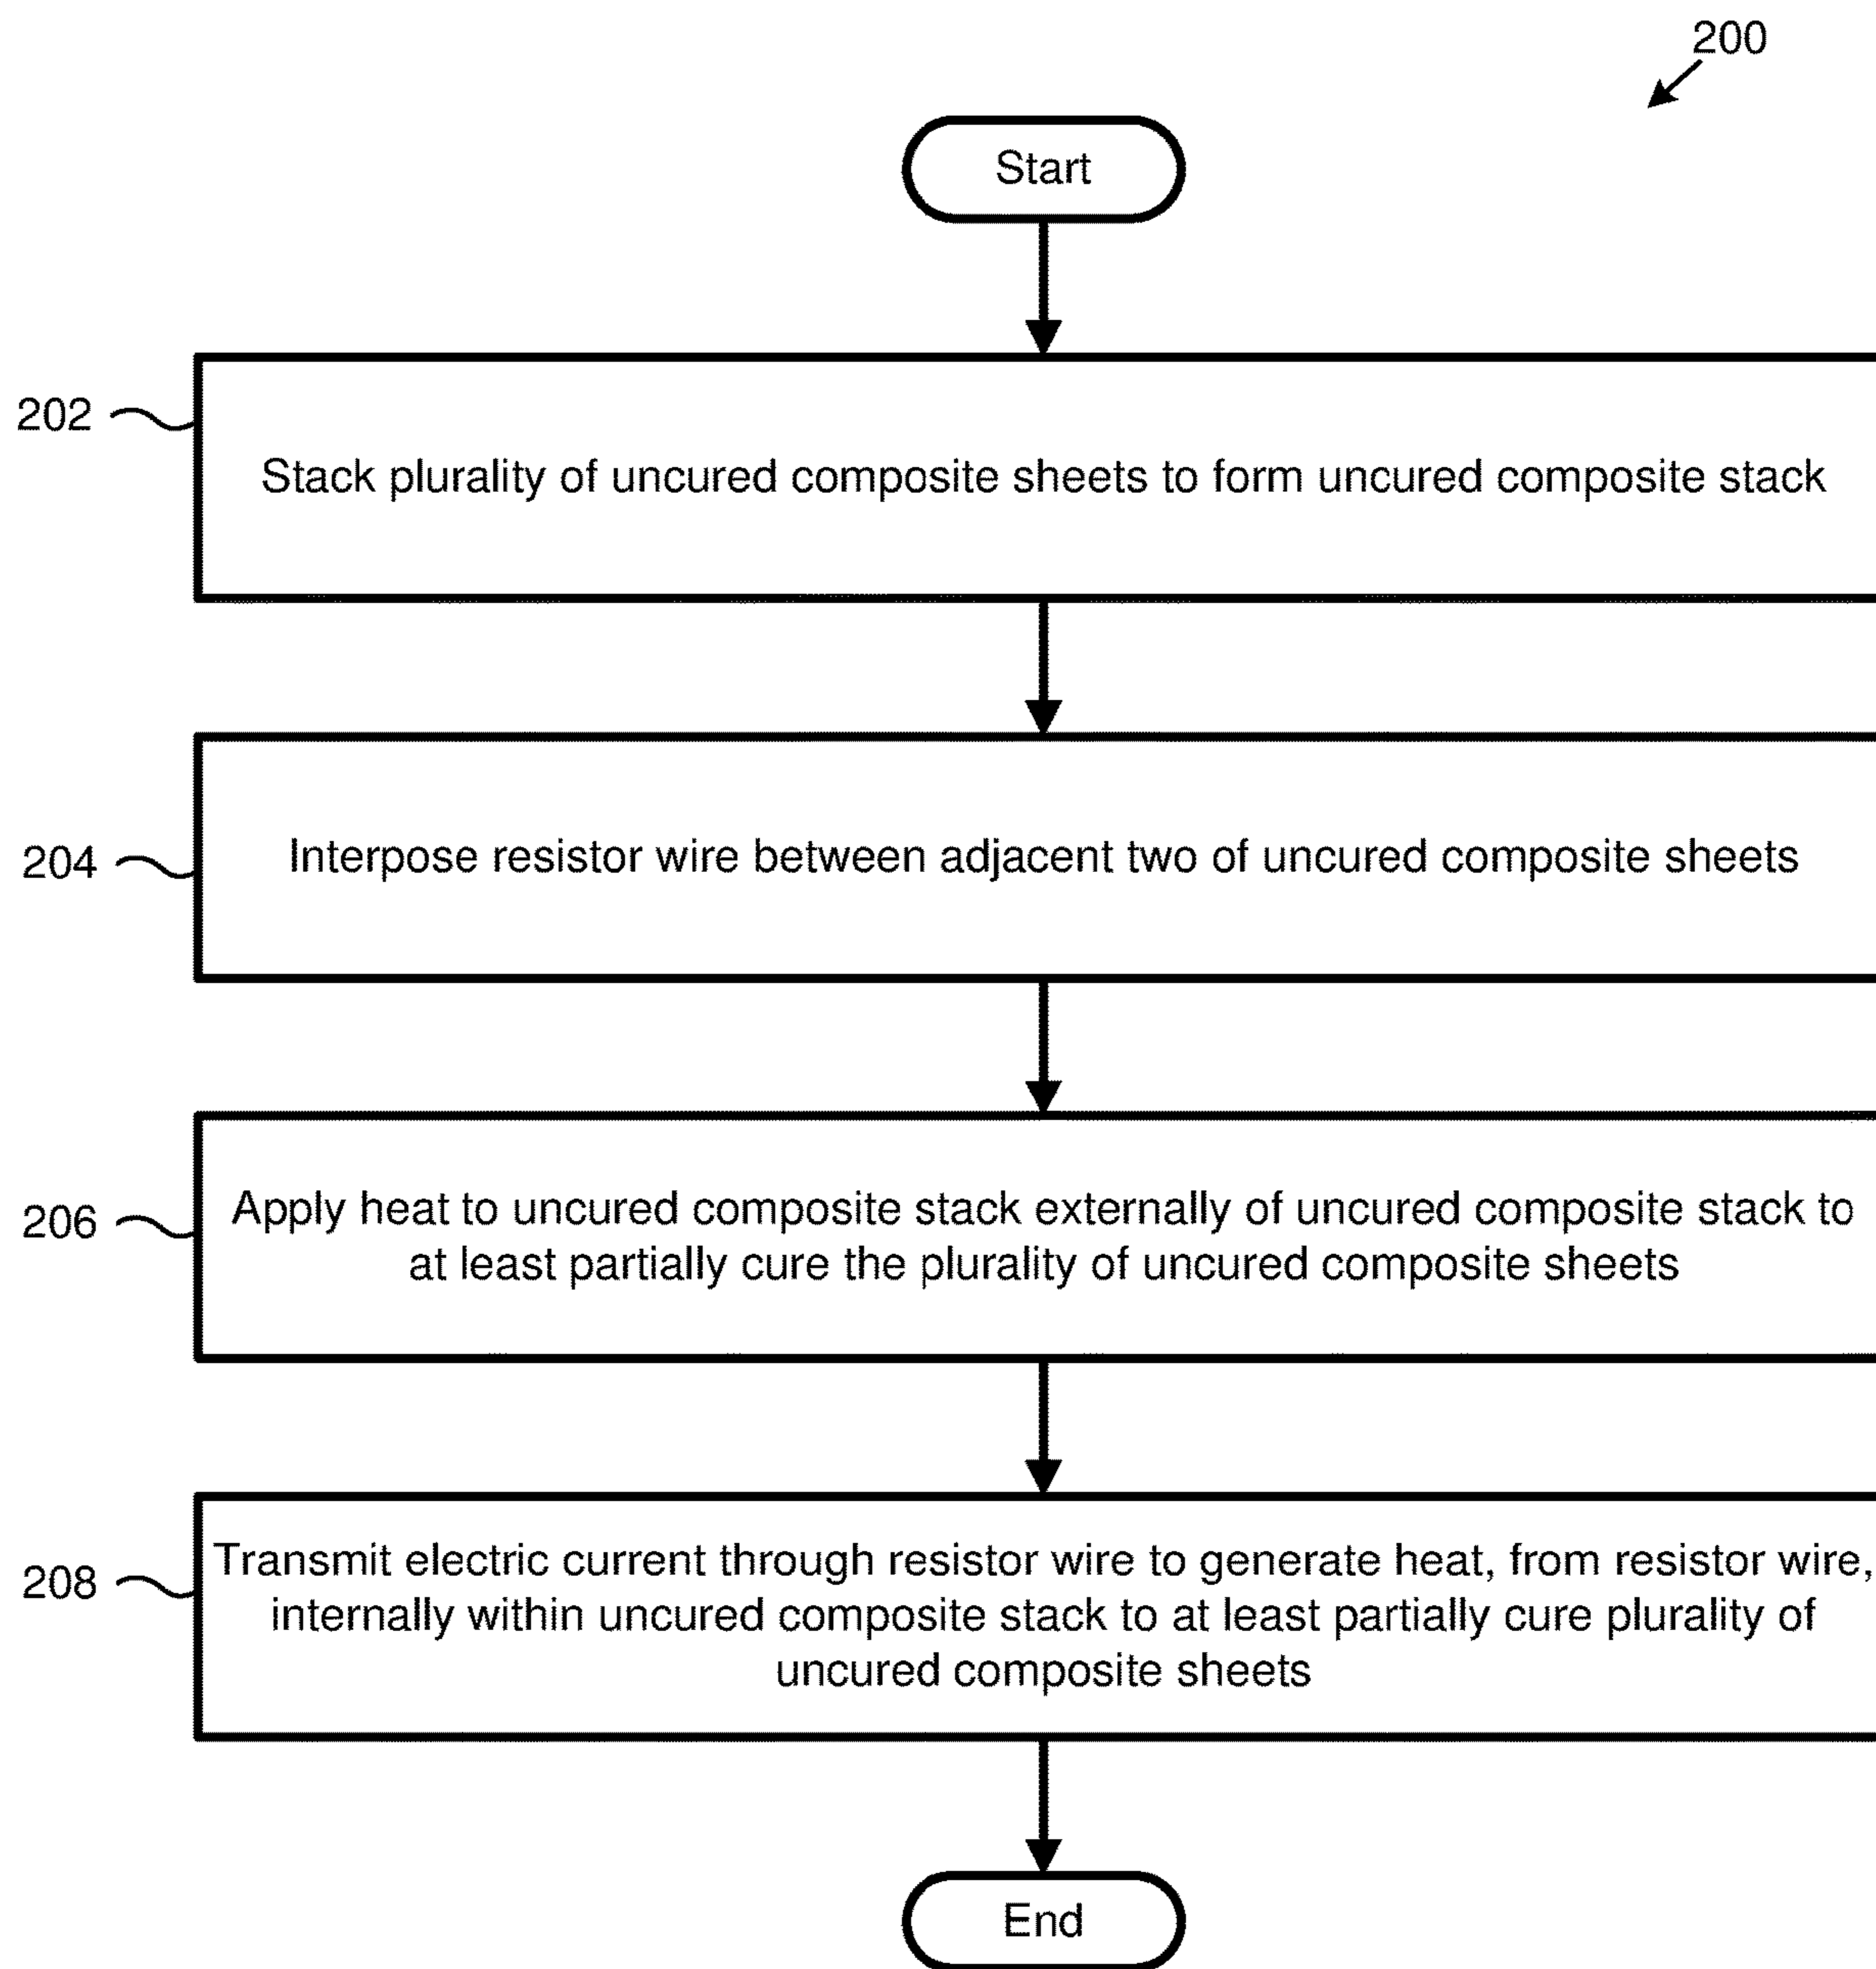 200
Start
202
Stack plurality of uncured composite sheets to form uncured composite stack
204
Interpose resistor wire between adjacent two of uncured composite sheets
206
Apply heat to uncured composite stack externally of uncured composite stack to
at least partially cure the plurality of uncured composite sheets
208
Transmit electric current through resistor wire to generate heat, from resistor wire,
internally within uncured composite stack to at least partially cure plurality of
uncured composite sheets
End